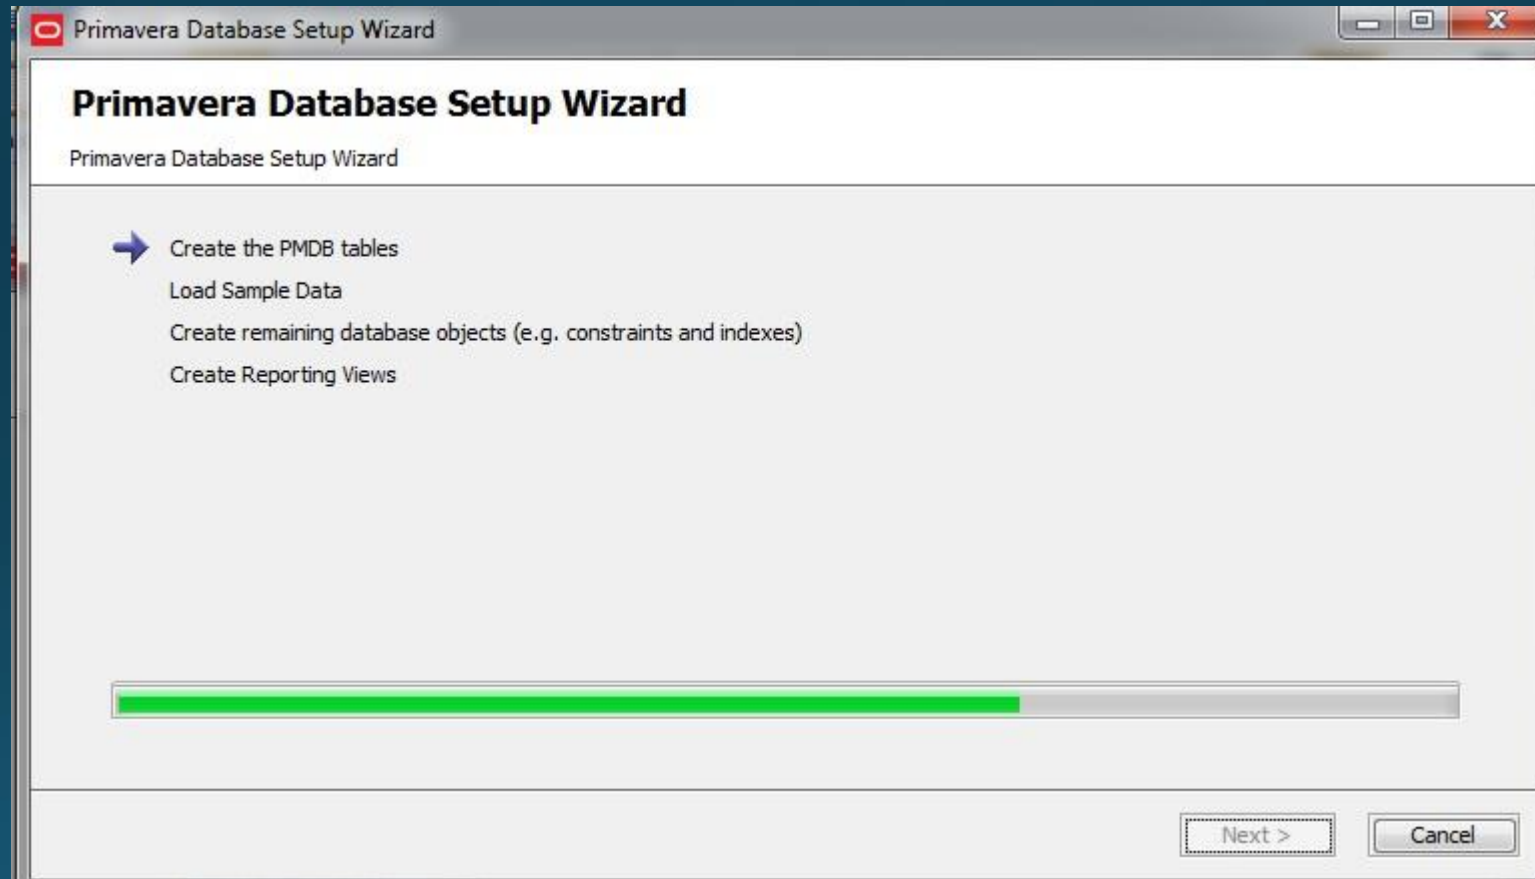 Primavera Database Setup Wizard
Primavera Database Setup Wizard
Primavera Database Setup Wizard
Create the PMDB tables
Load Sample Data
Create remaining database objects (e.g. constraints and indexes)
Create Reporting Views
Next >
Cancel